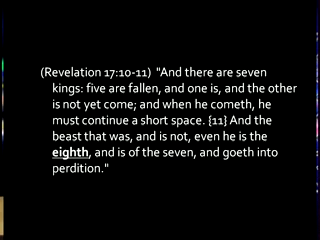 (Revelation 17:10-11)  "And there are seven
kings: five are fallen, and one is, and the other
is not yet come; and when he cometh, he
must continue a short space. {11} And the
beast that was, and is not, even he is the
eighth, and is of the seven, and goeth into
perdition."